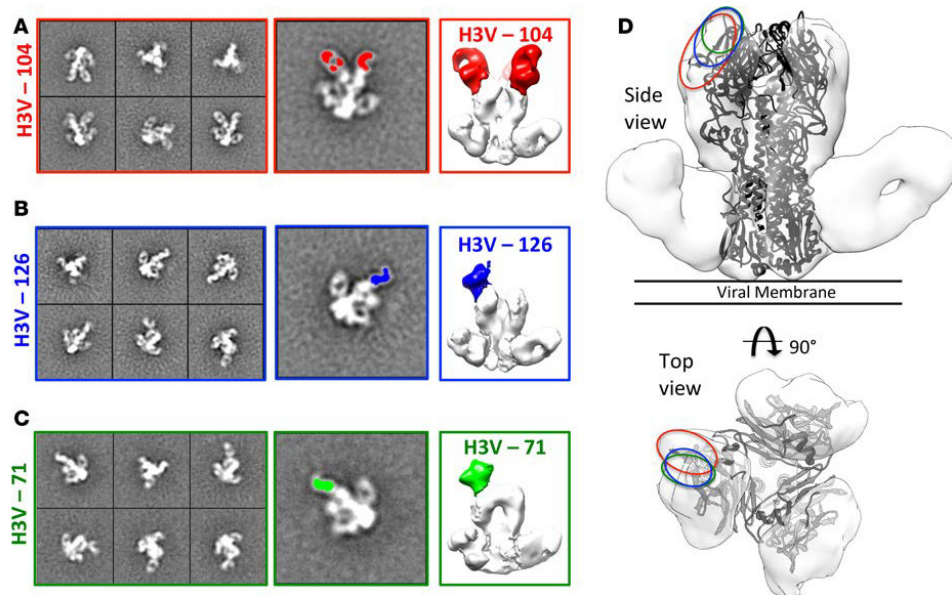 A
H3V – 104
H3V – 104
B
H3V – 126
H3V – 126
C
H3V – 71
H3V – 71
D
Side
view
Viral Membrane
90°
Top
view